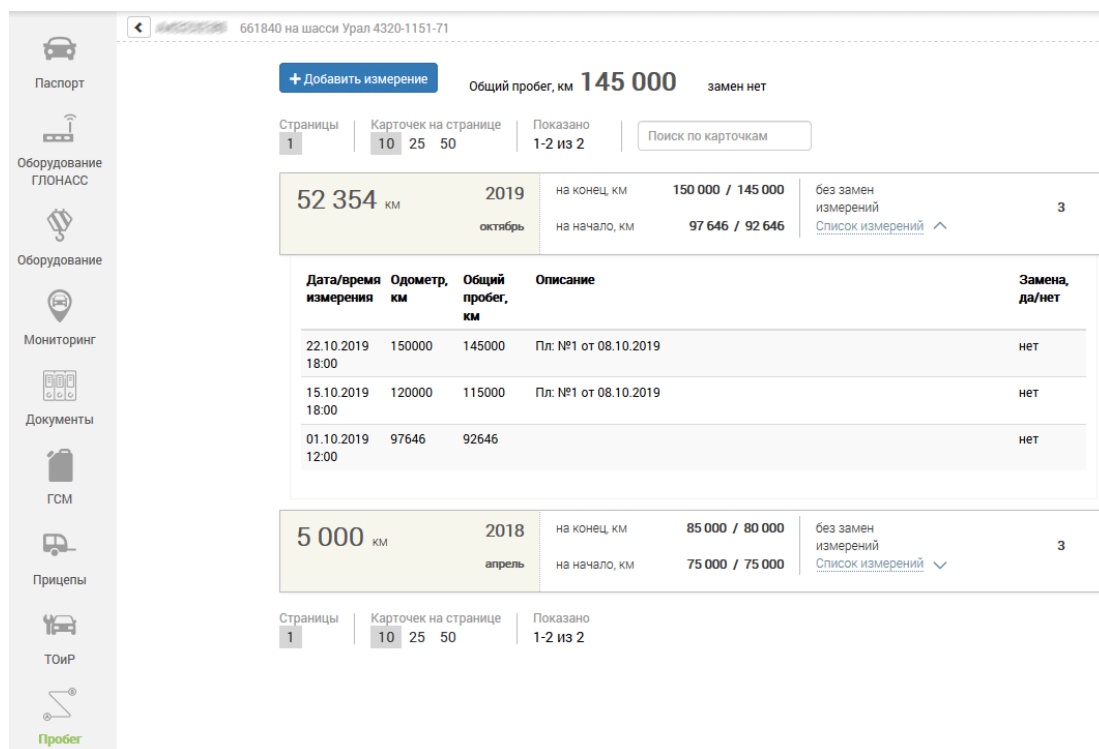 661840 на шасси Урал 4320-1151-71
Паспорт
Оборудование
ГЛОНАСС
Оборудование
Мониторинг
Документы
ГСМ
Прицепы
ТОиР
Пробег
+ Добавить измерение
Общий пробег, км 145 000 замен нет
Страницы Карточек на странице Показано
1 10 25 50 1-2 из 2 Поиск по карточкам
52 354 км 2019 на конец, км 150 000 / 145 000 без замен
измерений 3
октябрь на начало, км 97 646 / 92 646 Список измерений
Дата/время Одометр, Общий Описание Замена,
измерения км пробег, да/нет
км
22.10.2019 150000 145000 Пл: №1 от 08.10.2019 нет
18:00
15.10.2019 120000 115000 Пл: №1 от 08.10.2019 нет
18:00
01.10.2019 97646 92646 нет
12:00
5 000 км 2018 на конец, км 85 000 / 80 000 без замен
измерений 3
апрель на начало, км 75 000 / 75 000 Список измерений
Страницы Карточек на странице Показано
1 10 25 50 1-2 из 2